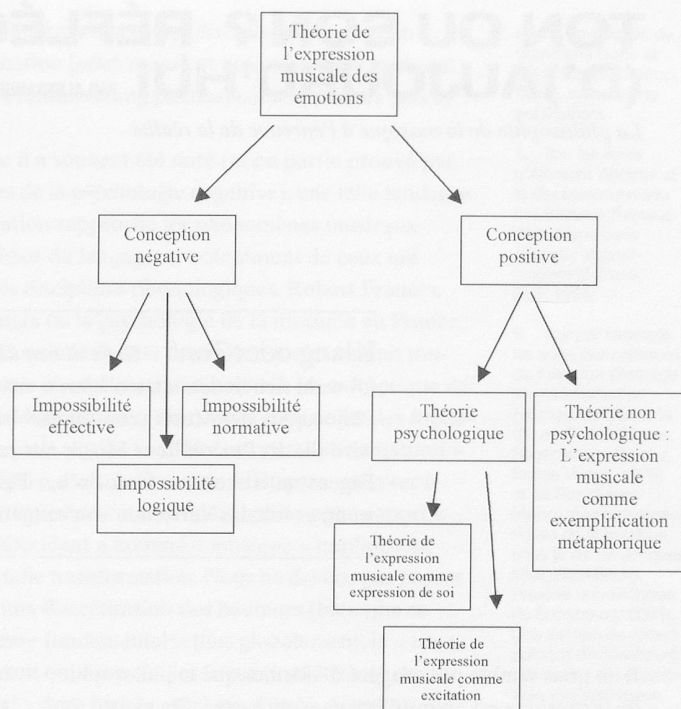 Théorie de
l'expression
musicale des
émotions
Conception
négative
Conception
positive
Impossibilité
effective
Impossibilité
normative
Impossibilité
logique
Théorie
psychologique
Théorie non
psychologique :
L'expression
musicale
comme
exemplification
métaphorique
Théorie de
l'expression
musicale comme
expression de soi
Théorie de
l'expression
musicale comme
excitation